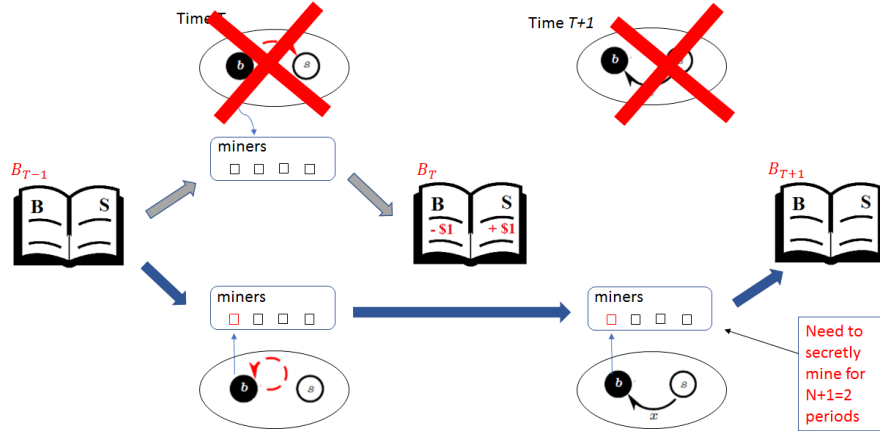 Time T
Time T+1
b
s
b
s
miners
B_{T−1}
B_T
B_{T+1}
B S
B S
- $1 + $1
B S
miners
miners
b
s
b
s
x
Need to
secretly
mine for
N+1=2
periods